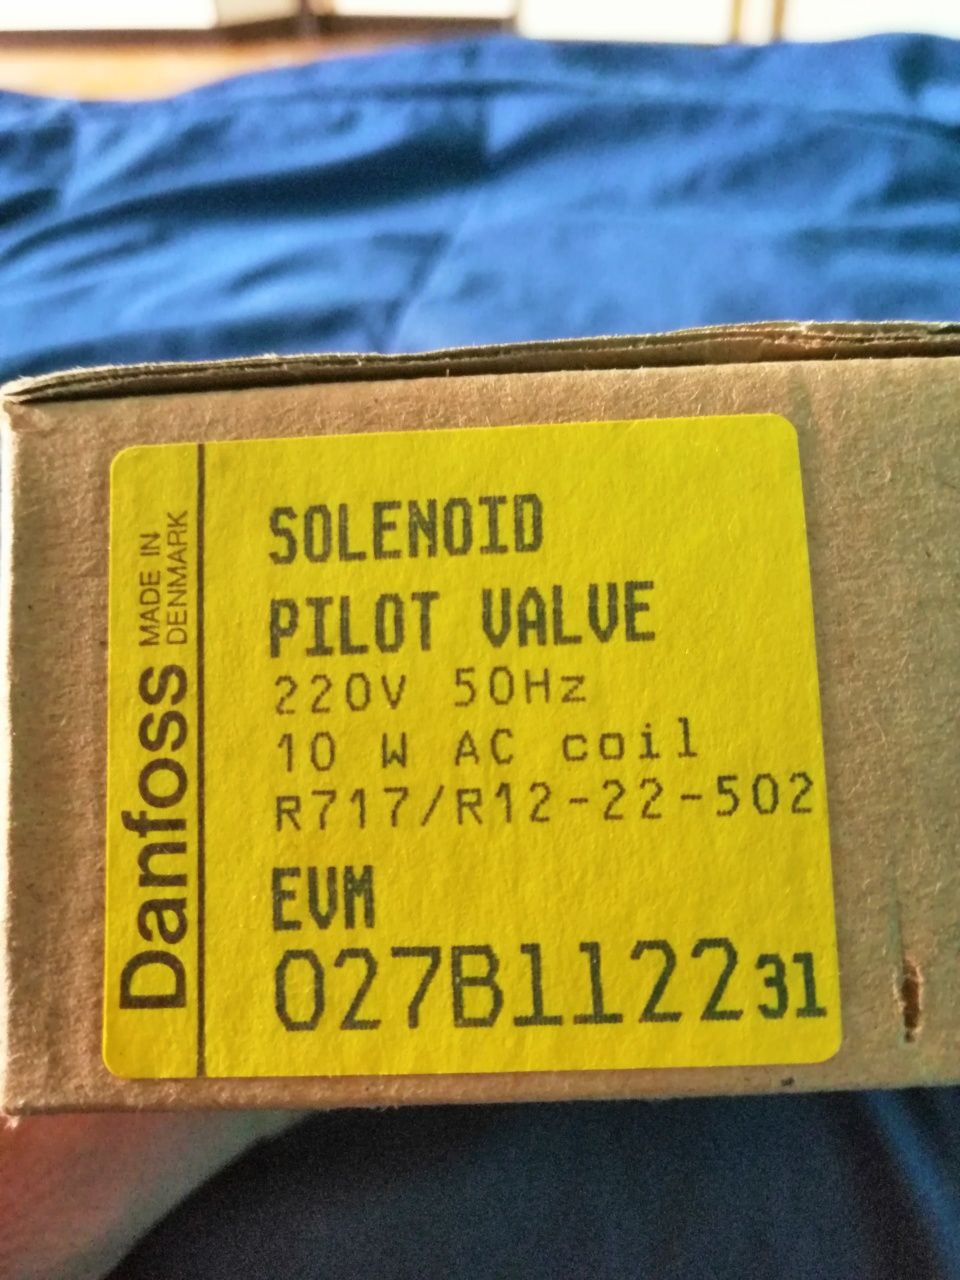 Danfoss
MADE IN
DENMARK
SOLENOID
PILOT VALVE
220V 50Hz
10 W AC coil
R717/R12-22-502
EVM
027B1122 31